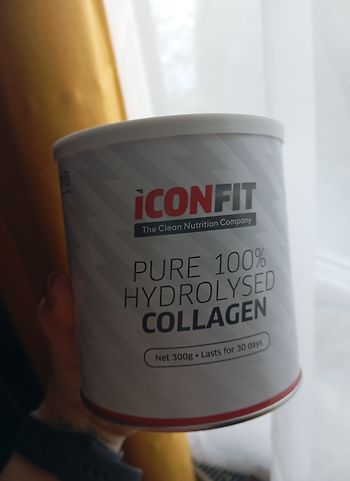 ICONFIT
The Clean Nutrition Company
PURE 100%
HYDROLYSED
COLLAGEN
Net 300g • Lasts for 30 days